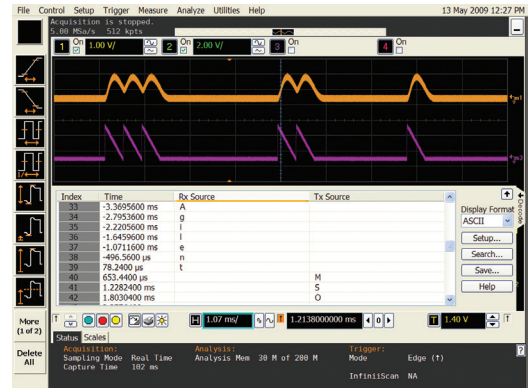 File Control Setup Trigger Measure Analyze Utilities Help 13 May 2009 12:27 PM
Acquisition is stopped.
5.00 MSa/s 512 kpts
1 On 1.00 V/ 2 On 2.00 V/ 3 On 4 On
Index Time Rx Source Tx Source
33 -3.3695600 ms A
34 -2.7953600 ms g
35 -2.2205600 ms i
36 -1.6459600 ms l
37 -1.0711600 ms e
38 -496.5600 µs n
39 78.2400 µs t
40 653.4400 µs M
41 1.2282400 ms S
42 1.8030400 ms O
Decode
Display Format
ASCII
Setup...
Search...
Save...
Help
More
(1 of 2)
Delete
All
H 1.07 ms/ 1.2138000000 ms 0 T 1.40 V
Status Scales
Acquisition: Analysis: Trigger:
Sampling Mode Real Time Analysis Mem 30 M of 200 M Mode Edge (↑)
Capture Time 102 ms
InfiniiScan NA